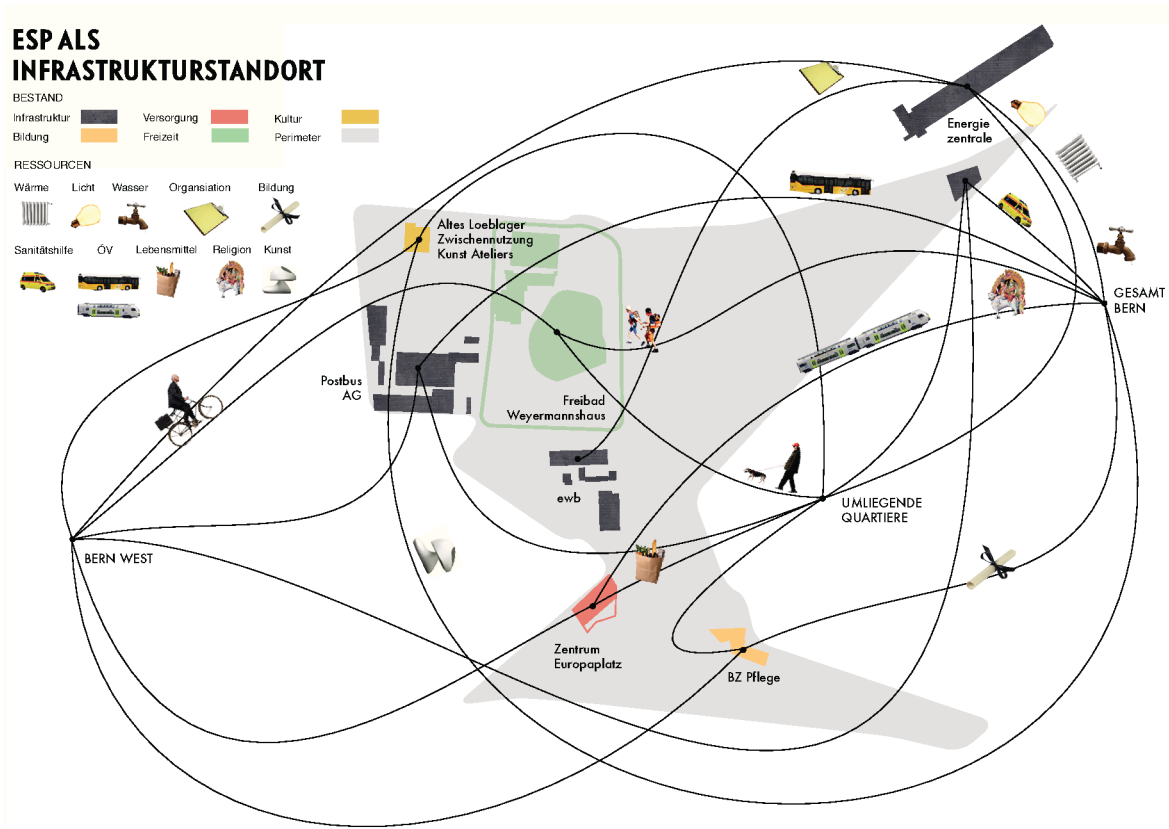 ESP ALS
INFRASTRUKTURSTANDORT
BESTAND
Infrastruktur Versorgung Kultur
Bildung Freizeit Perimeter
RESSOURCEN
Wärme Licht Wasser Organsiation Bildung
Sanitätshilfe ÖV Lebensmittel Religion Kunst
Energie
zentrale
Altes Loeblager
Zwischennutzung
Kunst Ateliers
GESAMT
BERN
Postbus
AG
Freibad
Weyermannshaus
ewb
UMLIEGENDE
QUARTIERE
BERN WEST
Zentrum
Europaplatz
BZ Pflege